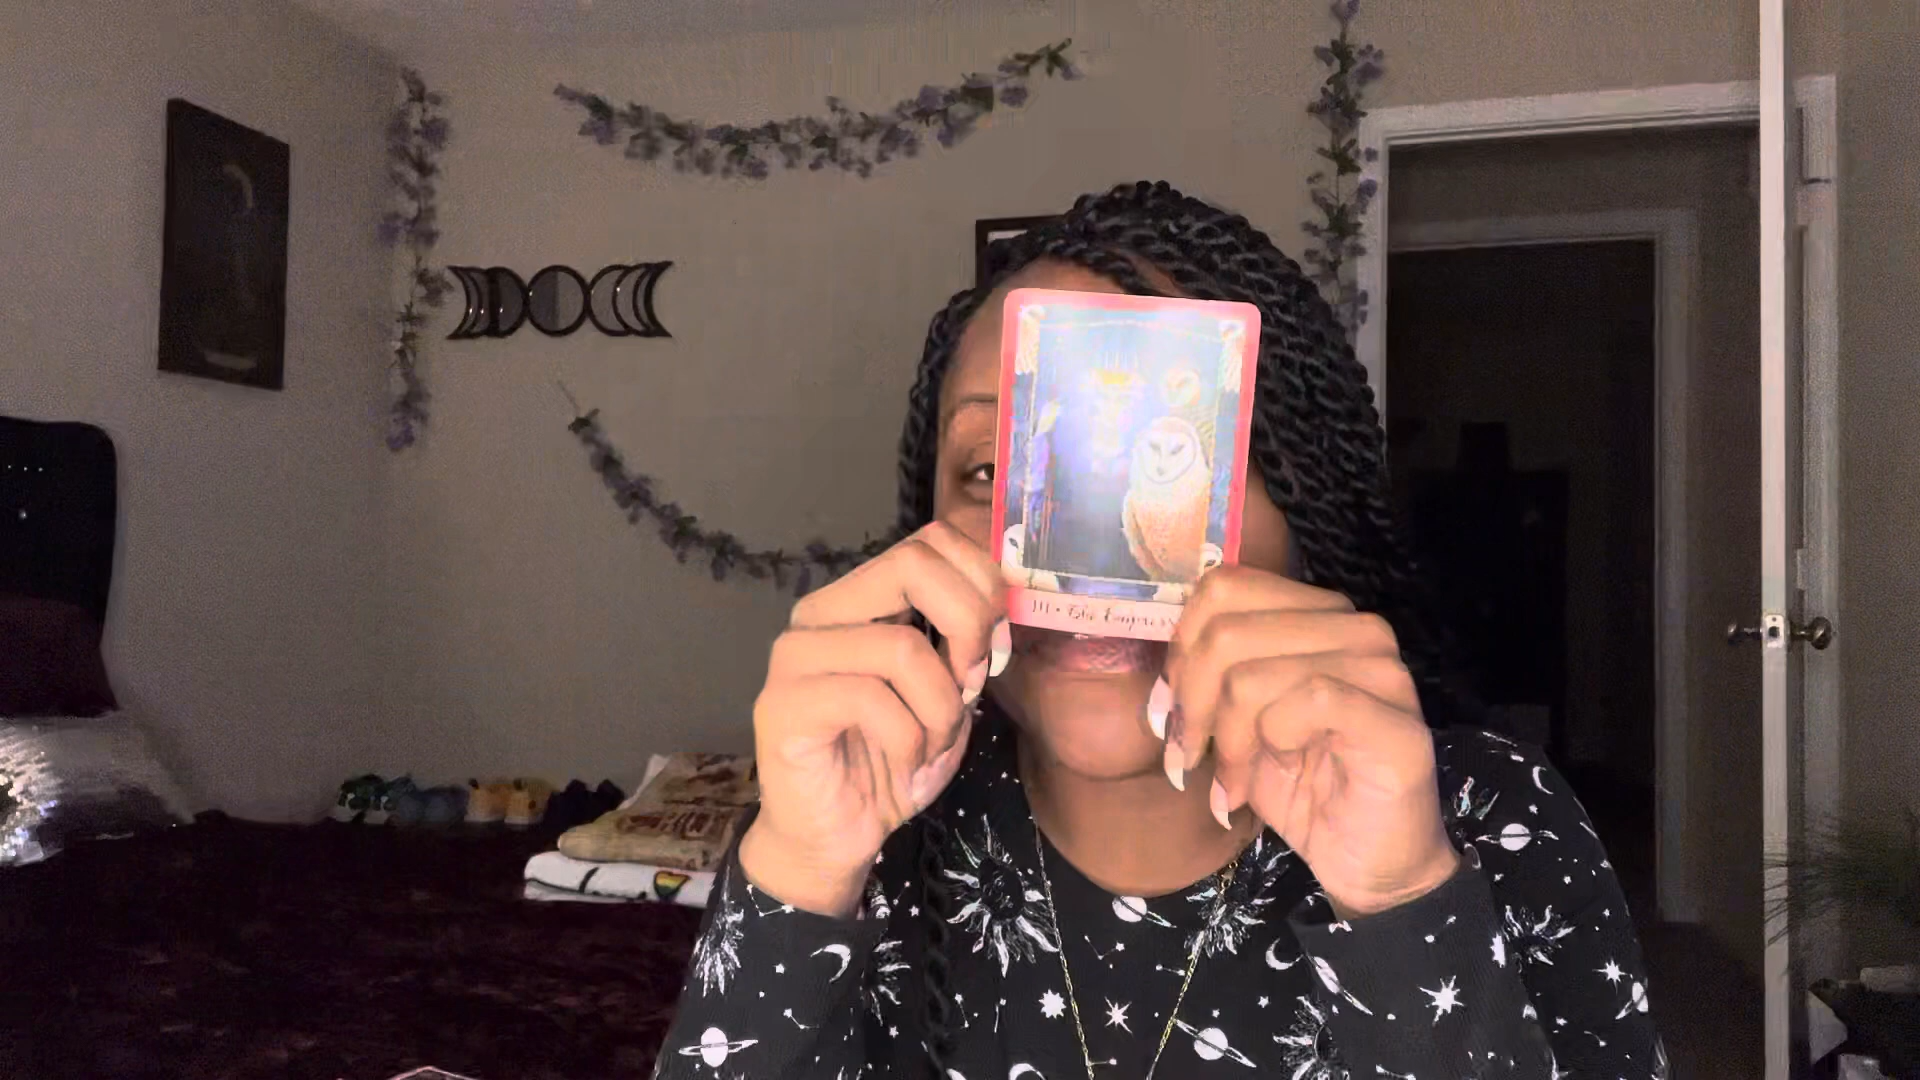 III • The Empress